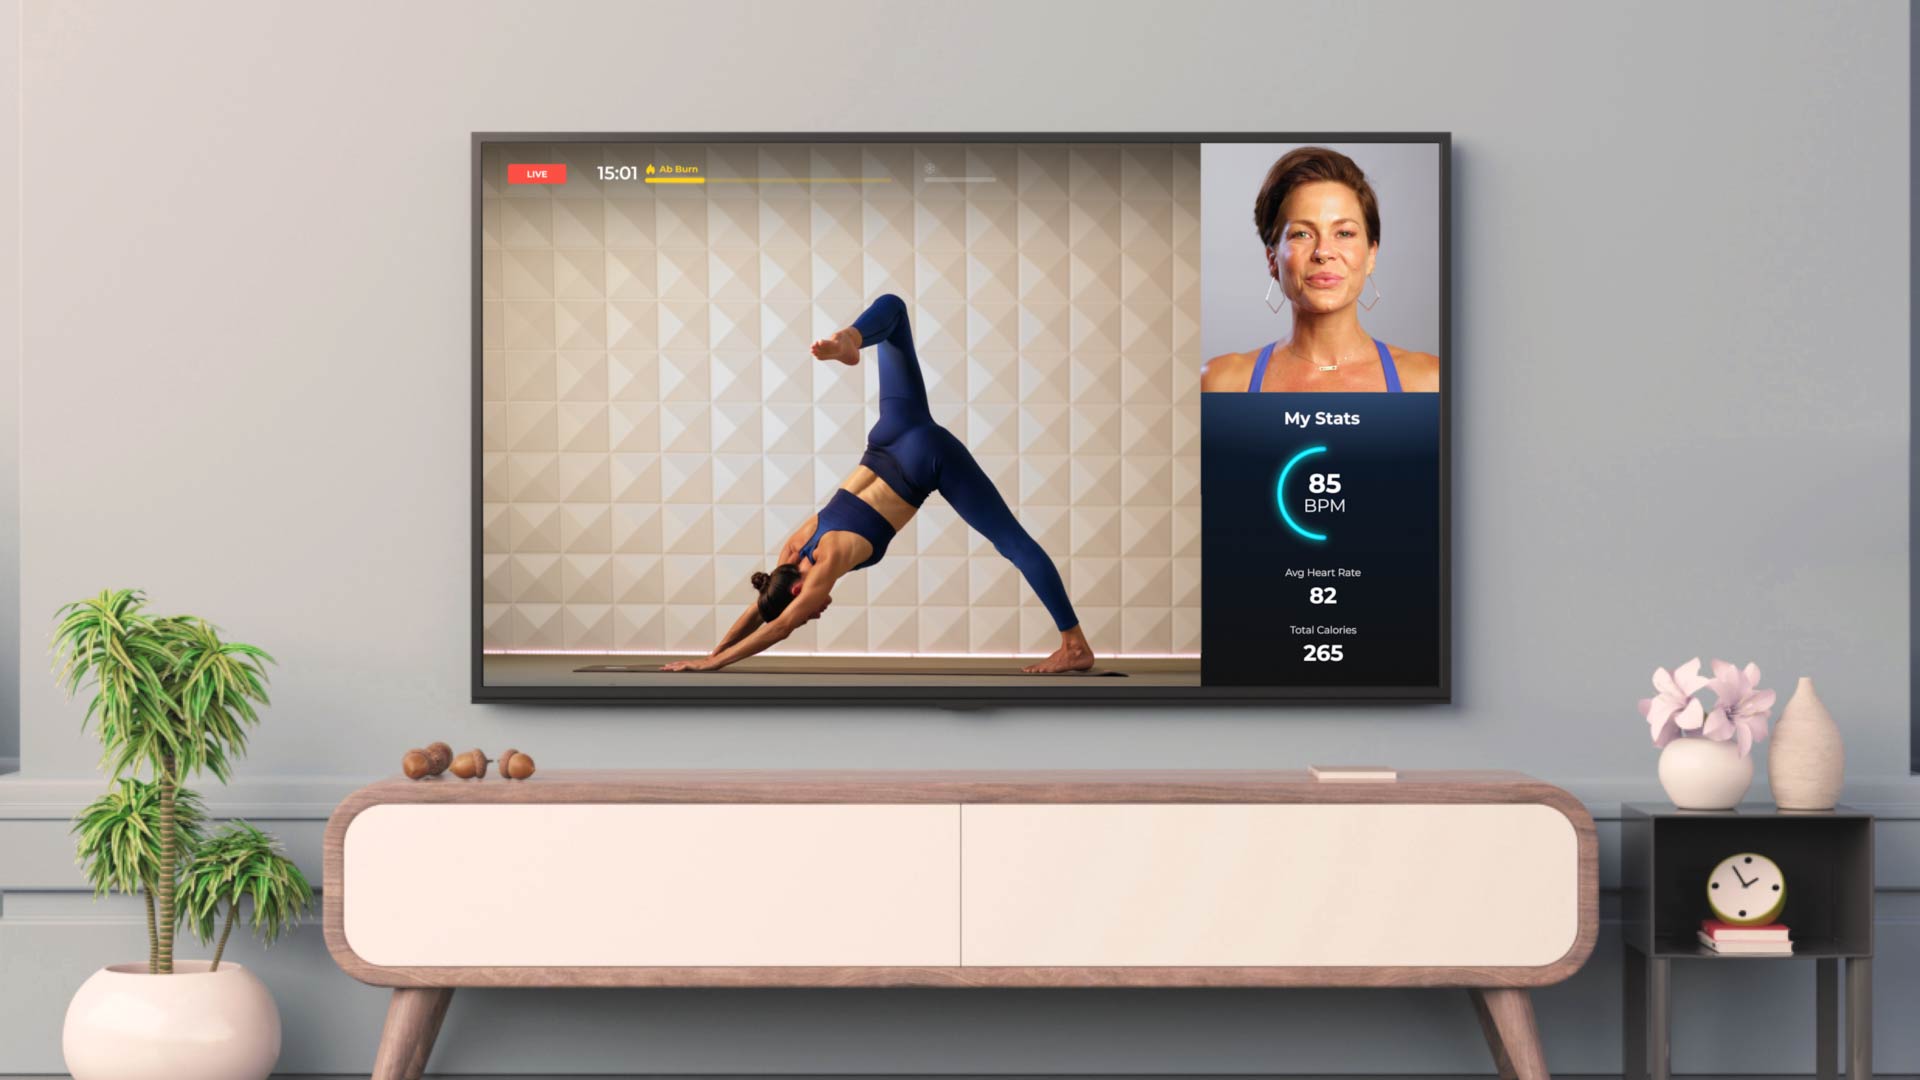 LIVE
15:01
Ab Burn
My Stats
85
BPM
Avg Heart Rate
82
Total Calories
265